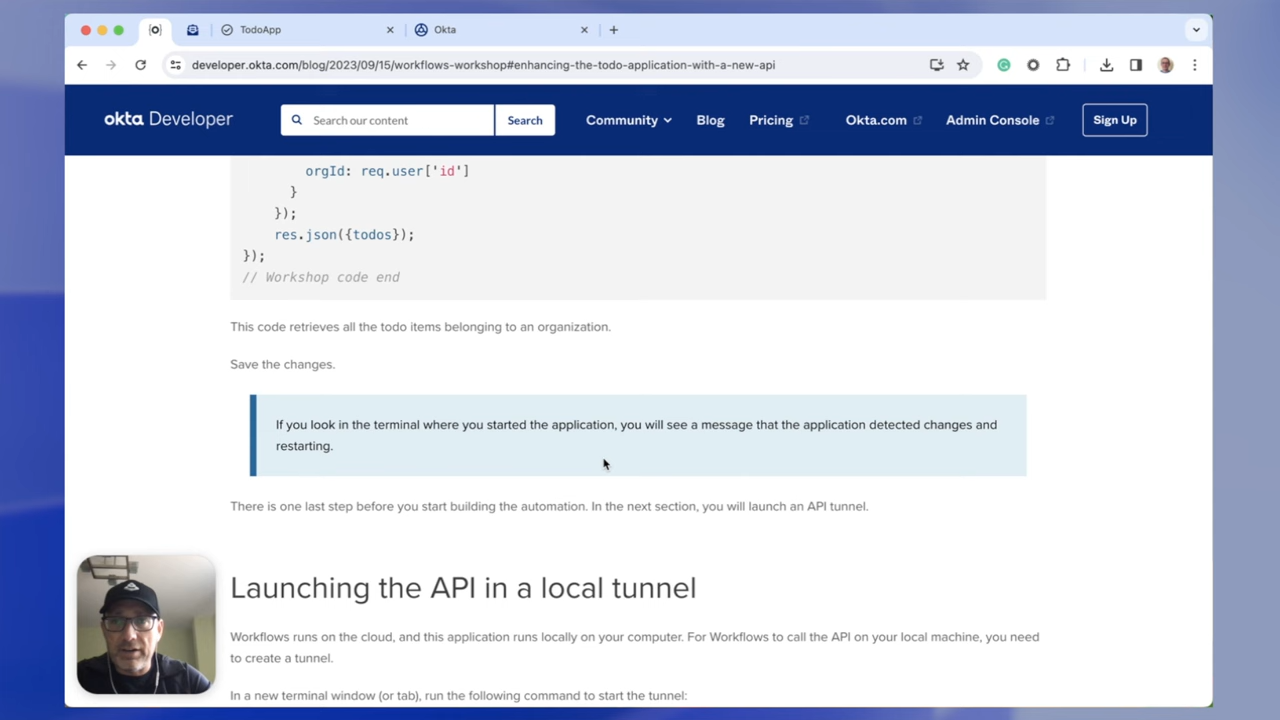 TodoApp
Okta
developer.okta.com/blog/2023/09/15/workflows-workshop#enhancing-the-todo-application-with-a-new-api
okta Developer
Search our content
Search
Community
Blog
Pricing
Okta.com
Admin Console
Sign Up
orgId: req.user['id']
}
});
res.json({todos});
});
// Workshop code end
This code retrieves all the todo items belonging to an organization.
Save the changes.
If you look in the terminal where you started the application, you will see a message that the application detected changes and
restarting.
There is one last step before you start building the automation. In the next section, you will launch an API tunnel.
Launching the API in a local tunnel
Workflows runs on the cloud, and this application runs locally on your computer. For Workflows to call the API on your local machine, you need
to create a tunnel.
In a new terminal window (or tab), run the following command to start the tunnel: